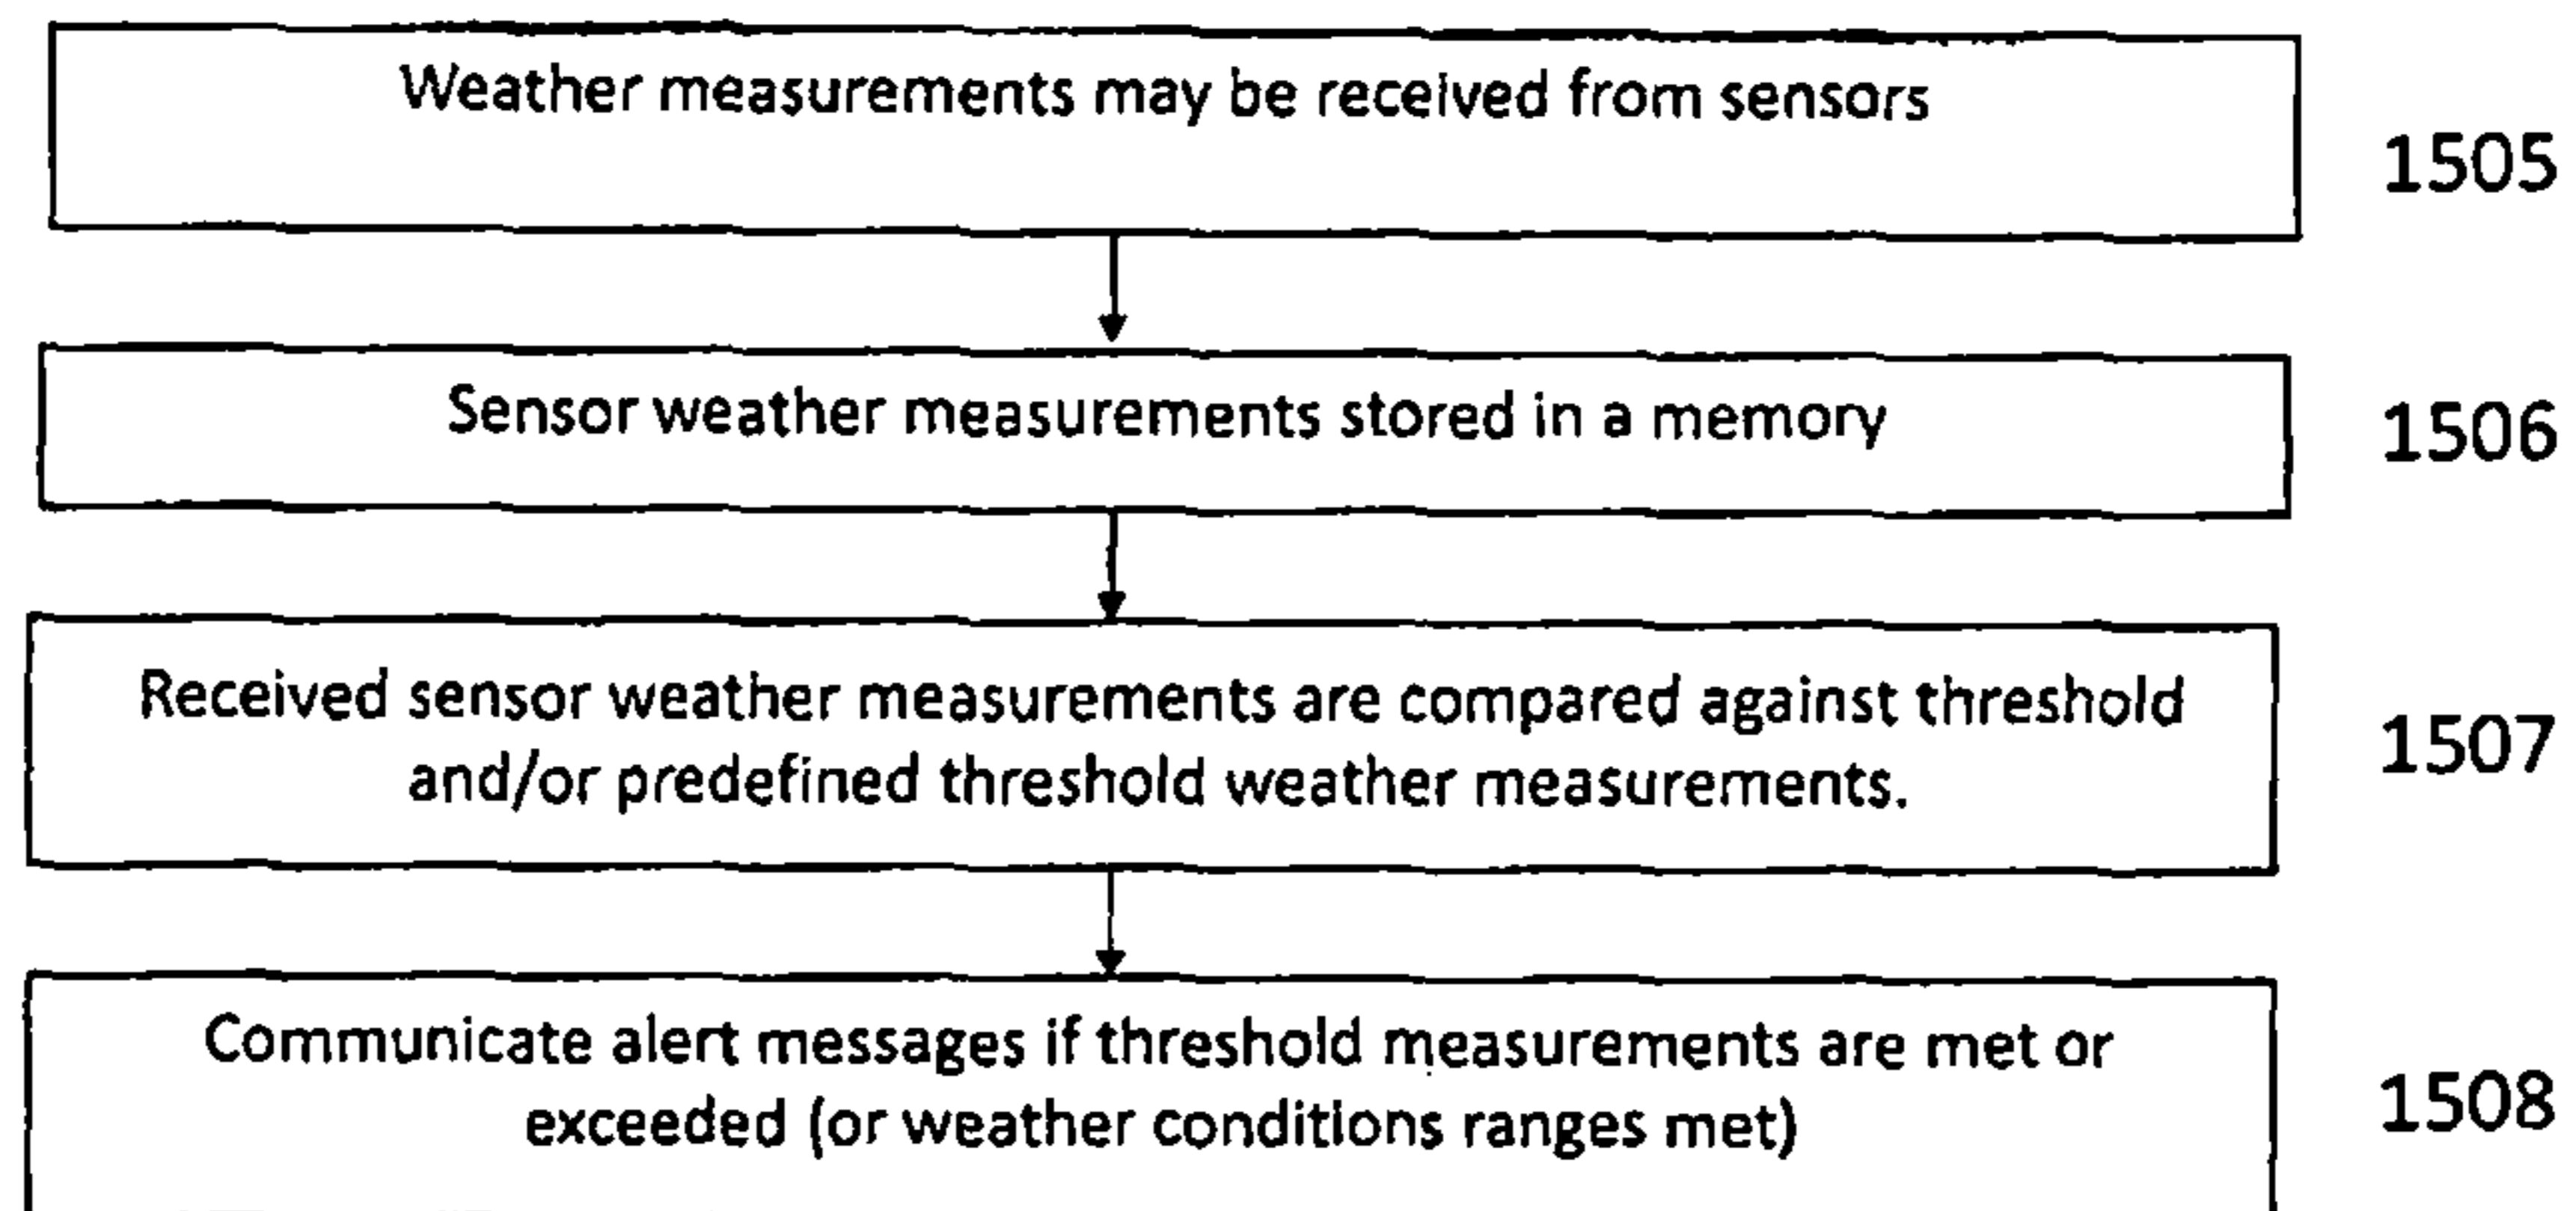 Weather measurements may be received from sensors
1505
Sensor weather measurements stored in a memory
1506
Received sensor weather measurements are compared against threshold
and/or predefined threshold weather measurements.
1507
Communicate alert messages if threshold measurements are met or
exceeded (or weather conditions ranges met)
1508